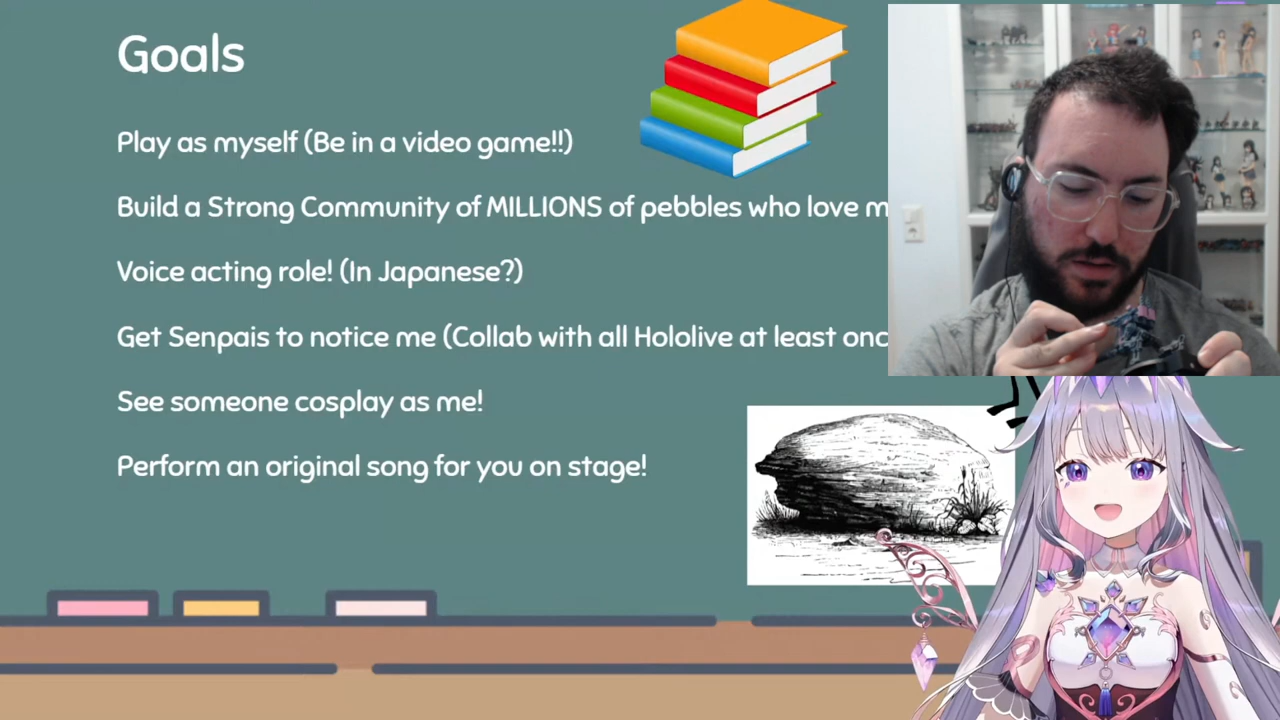 Goals
Play as myself (Be in a video game!!)
Build a Strong Community of MILLIONS of pebbles who love m
Voice acting role! (In Japanese?)
Get Senpais to notice me (Collab with all Hololive at least onc
See someone cosplay as me!
Perform an original song for you on stage!